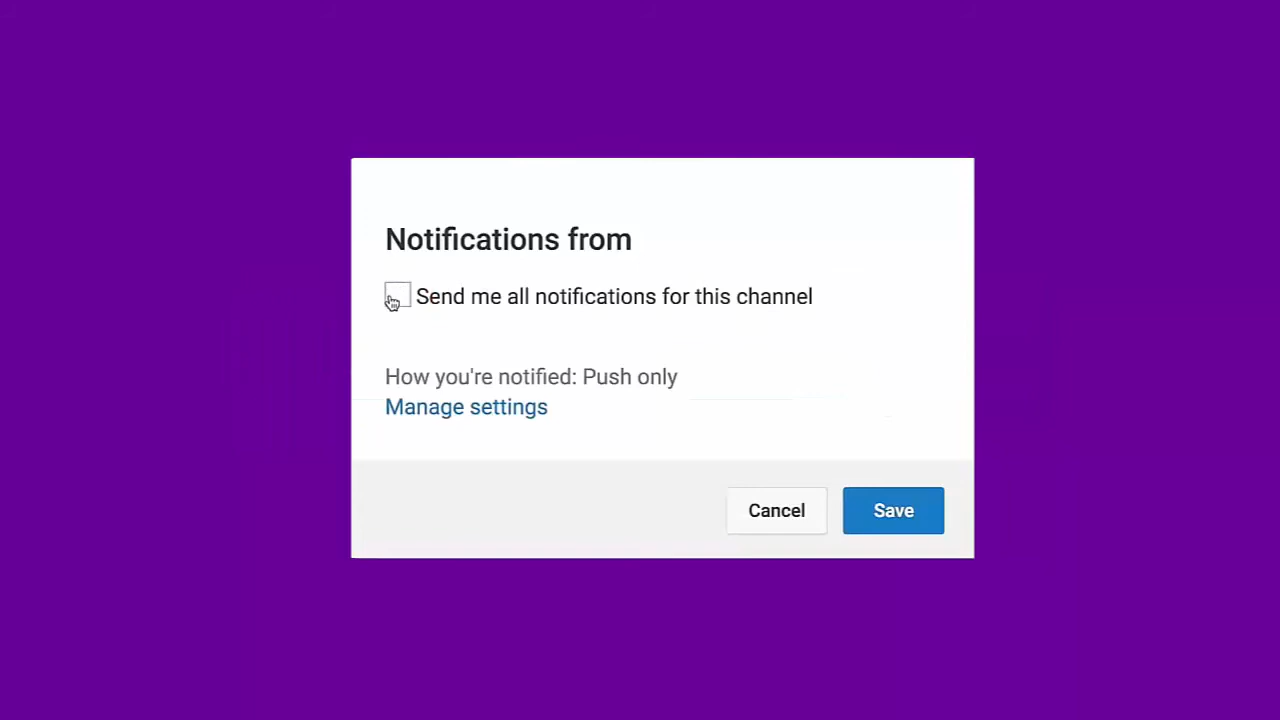 Notifications from
Send me all notifications for this channel
How you're notified: Push only
Manage settings
Cancel
Save